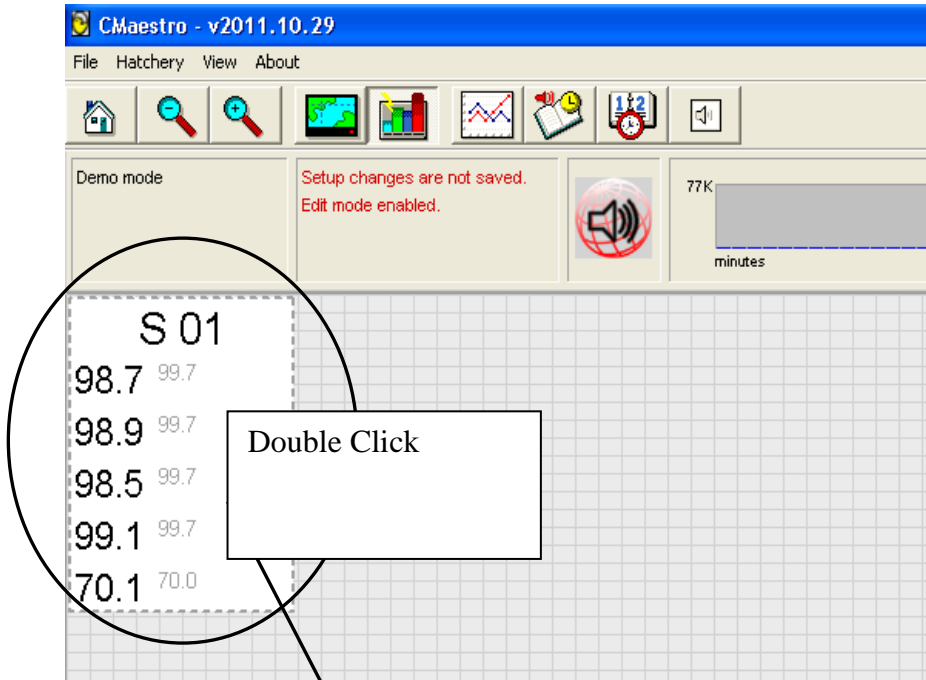 CMaestro - v2011.10.29
File Hatchery View About
1 2
Demo mode
Setup changes are not saved.
Edit mode enabled.
77K
minutes
S 01
98.7 99.7
98.9 99.7
98.5 99.7
99.1 99.7
70.1 70.0
Double Click